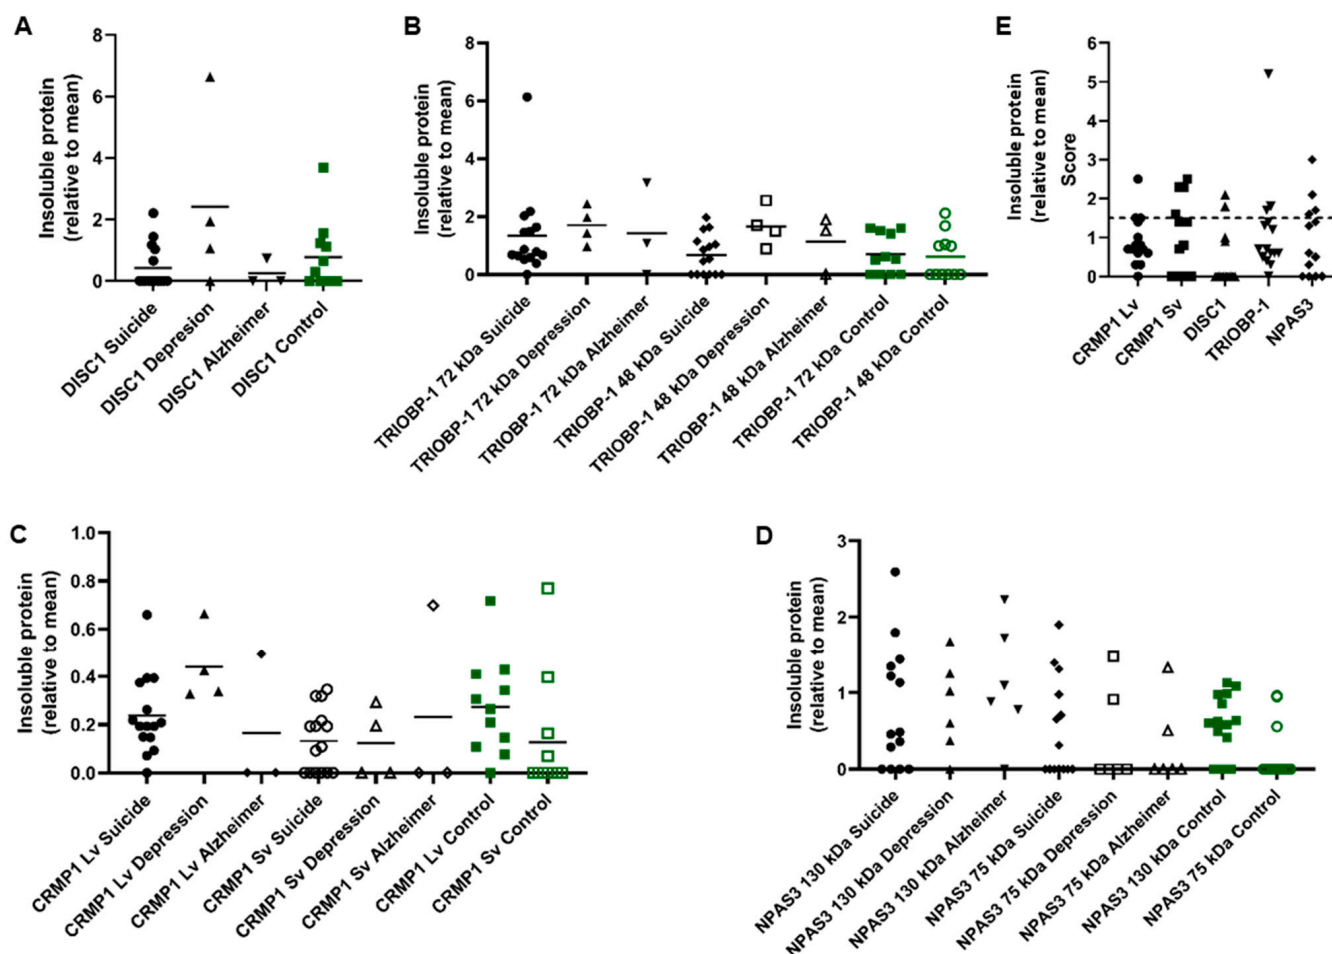 A
Insoluble protein
(relative to mean)
8
6
4
2
0
DISC1 Suicide
DISC1 Depresion
DISC1 Alzheimer
DISC1 Control
B
Insoluble protein
(relative to mean)
8
6
4
2
0
TRIOBP-1 72 kDa Suicide
TRIOBP-1 72 kDa Depression
TRIOBP-1 72 kDa Alzheimer
TRIOBP-1 48 kDa Suicide
TRIOBP-1 48 kDa Depression
TRIOBP-1 48 kDa Alzheimer
TRIOBP-1 72 kDa Control
TRIOBP-1 48 kDa Control
E
Insoluble protein
(relative to mean)
Score
6
5
4
3
2
1
0
CRMP1 Lv
CRMP1 Sv
DISC1
TRIOBP-1
NPAS3
C
Insoluble protein
(relative to mean)
1.0
0.8
0.6
0.4
0.2
0.0
CRMP1 Lv Suicide
CRMP1 Lv Depression
CRMP1 Lv Alzheimer
CRMP1 Sv Suicide
CRMP1 Sv Depression
CRMP1 Sv Alzheimer
CRMP1 Lv Control
CRMP1 Sv Control
D
Insoluble protein
(relative to mean)
3
2
1
0
NPAS3 130 kDa Suicide
NPAS3 130 kDa Depression
NPAS3 130 kDa Alzheimer
NPAS3 75 kDa Suicide
NPAS3 75 kDa Depression
NPAS3 75 kDa Alzheimer
NPAS3 130 kDa Control
NPAS3 75 kDa Control